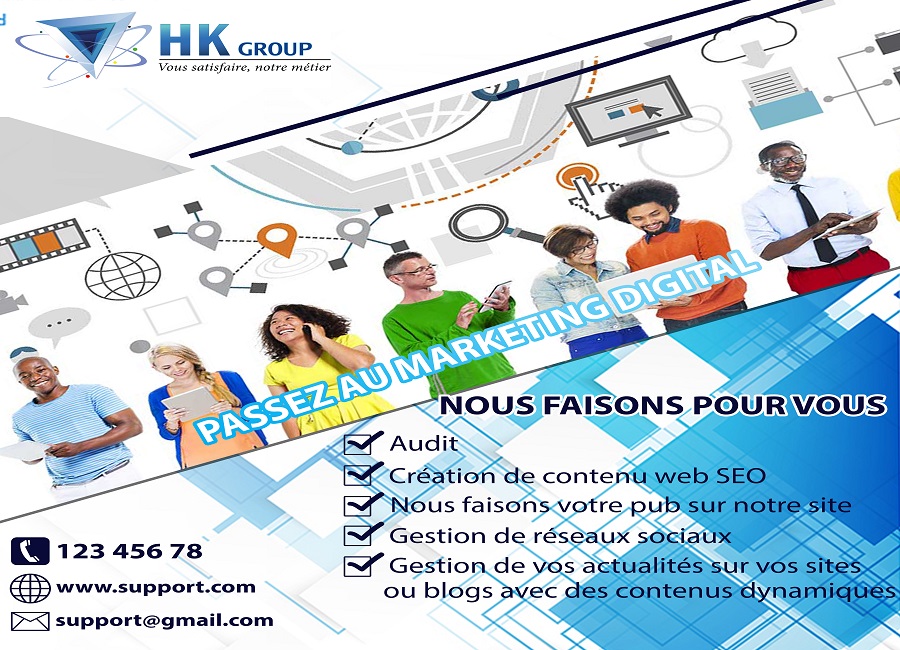 HK GROUP
Vous satisfaire, notre métier
PASSEZ AU MARKETING DIGITAL
NOUS FAISONS POUR VOUS
Audit
Création de contenu web SEO
Nous faisons votre pub sur notre site
Gestion de réseaux sociaux
Gestion de vos actualités sur vos sites
ou blogs avec des contenus dynamiques
123 456 78
www.support.com
support@gmail.com